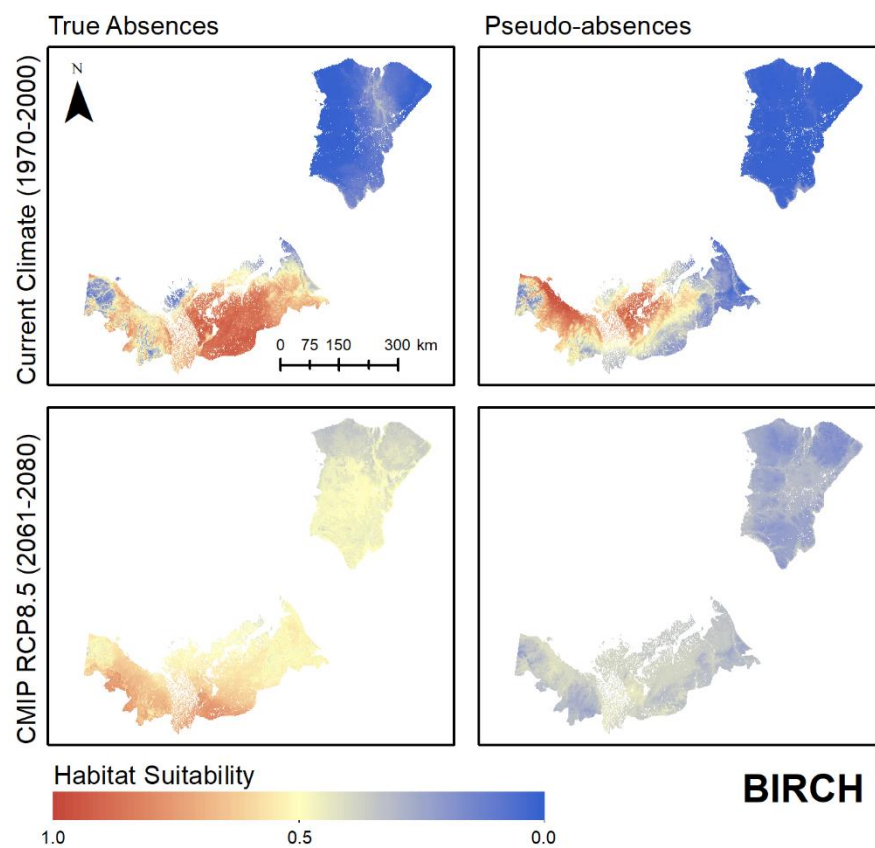 True Absences
Pseudo-absences
Current Climate (1970-2000)
N
0 75 150 300 km
CMIP RCP8.5 (2061-2080)
Habitat Suitability
1.0 0.5 0.0
BIRCH